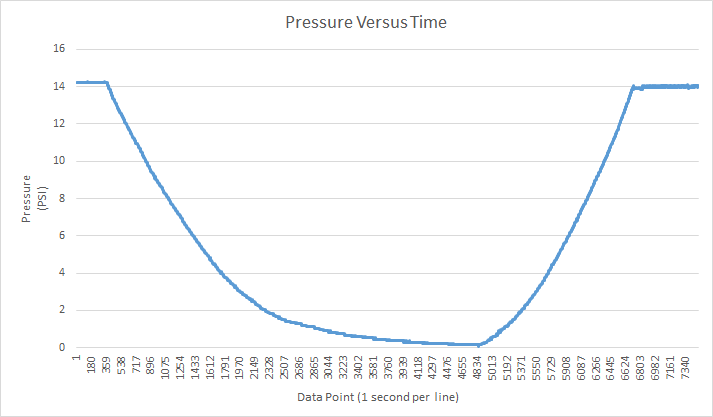 Pressure Versus Time
16
14
12
10
8
6
4
2
0
Pressure
(PSI)
1 180 359 538 717 896 1075 1254 1433 1612 1791 1970 2149 2328 2507 2686 2865 3044 3223 3402 3581 3760 3939 4118 4297 4476 4655 4834 5013 5192 5371 5550 5729 5908 6087 6266 6445 6624 6803 6982 7161 7340
Data Point (1 second per line)